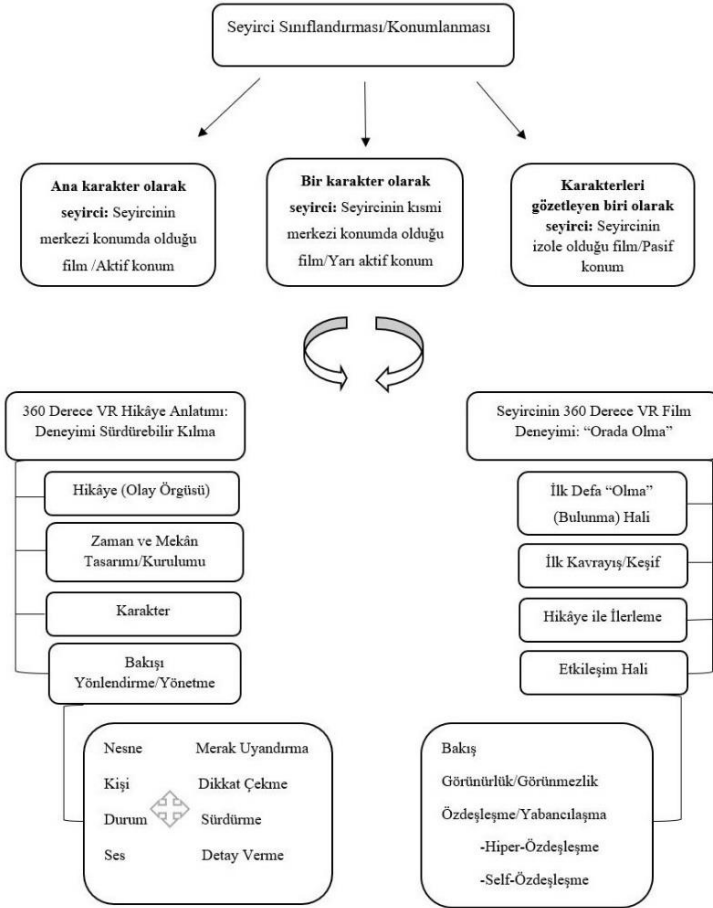 Seyirci Sınıflandırması/Konumlanması
Ana karakter olarak
seyirci: Seyircinin
merkezi konumda olduğu
film /Aktif konum
Bir karakter olarak
seyirci: Seyircinin kısmi
merkezi konumda olduğu
film/Yarı aktif konum
Karakterleri
gözetleyen biri olarak
seyirci: Seyircinin
izole olduğu film/Pasif
konum
360 Derece VR Hikâye Anlatımı:
Deneyimi Sürdürebilir Kılma
Hikâye (Olay Örgüsü)
Zaman ve Mekân
Tasarımı/Kurulumu
Karakter
Bakışı
Yönlendirme/Yönetme
Nesne Merak Uyandırma
Kişi Dikkat Çekme
Durum Sürdürme
Ses Detay Verme
Seyircinin 360 Derece VR Film
Deneyimi: “Orada Olma”
İlk Defa “Olma”
(Bulunma) Hali
İlk Kavrayış/Keşif
Hikâye ile İlerleme
Etkileşim Hali
Bakış
Görünürlük/Görünmezlik
Özdeşleşme/Yabancılaşma
-Hiper-Özdeşleşme
-Self-Özdeşleşme